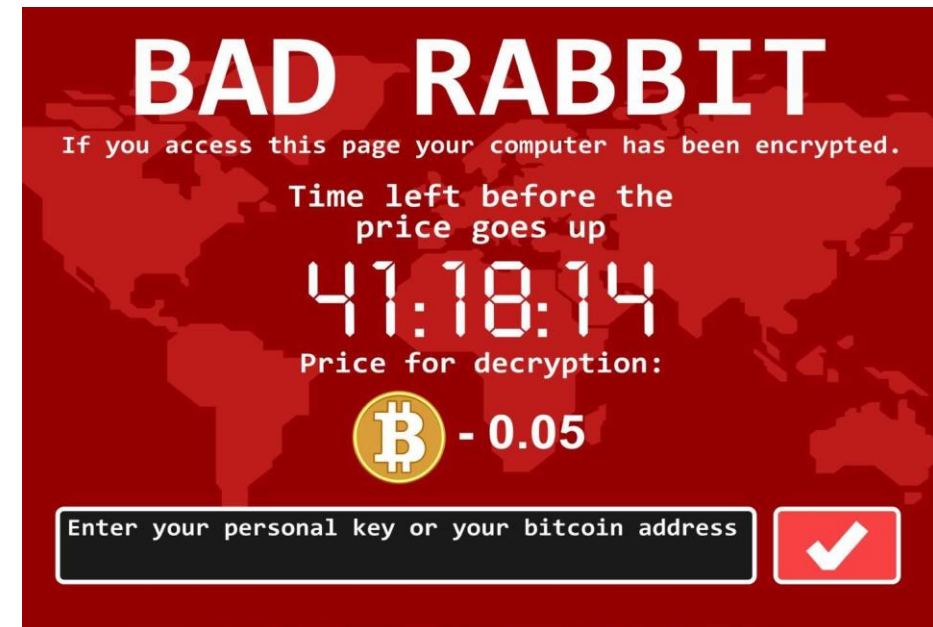 BAD RABBIT
If you access this page your computer has been encrypted.
Time left before the
price goes up
41:18:14
Price for decryption:
B - 0.05
Enter your personal key or your bitcoin address